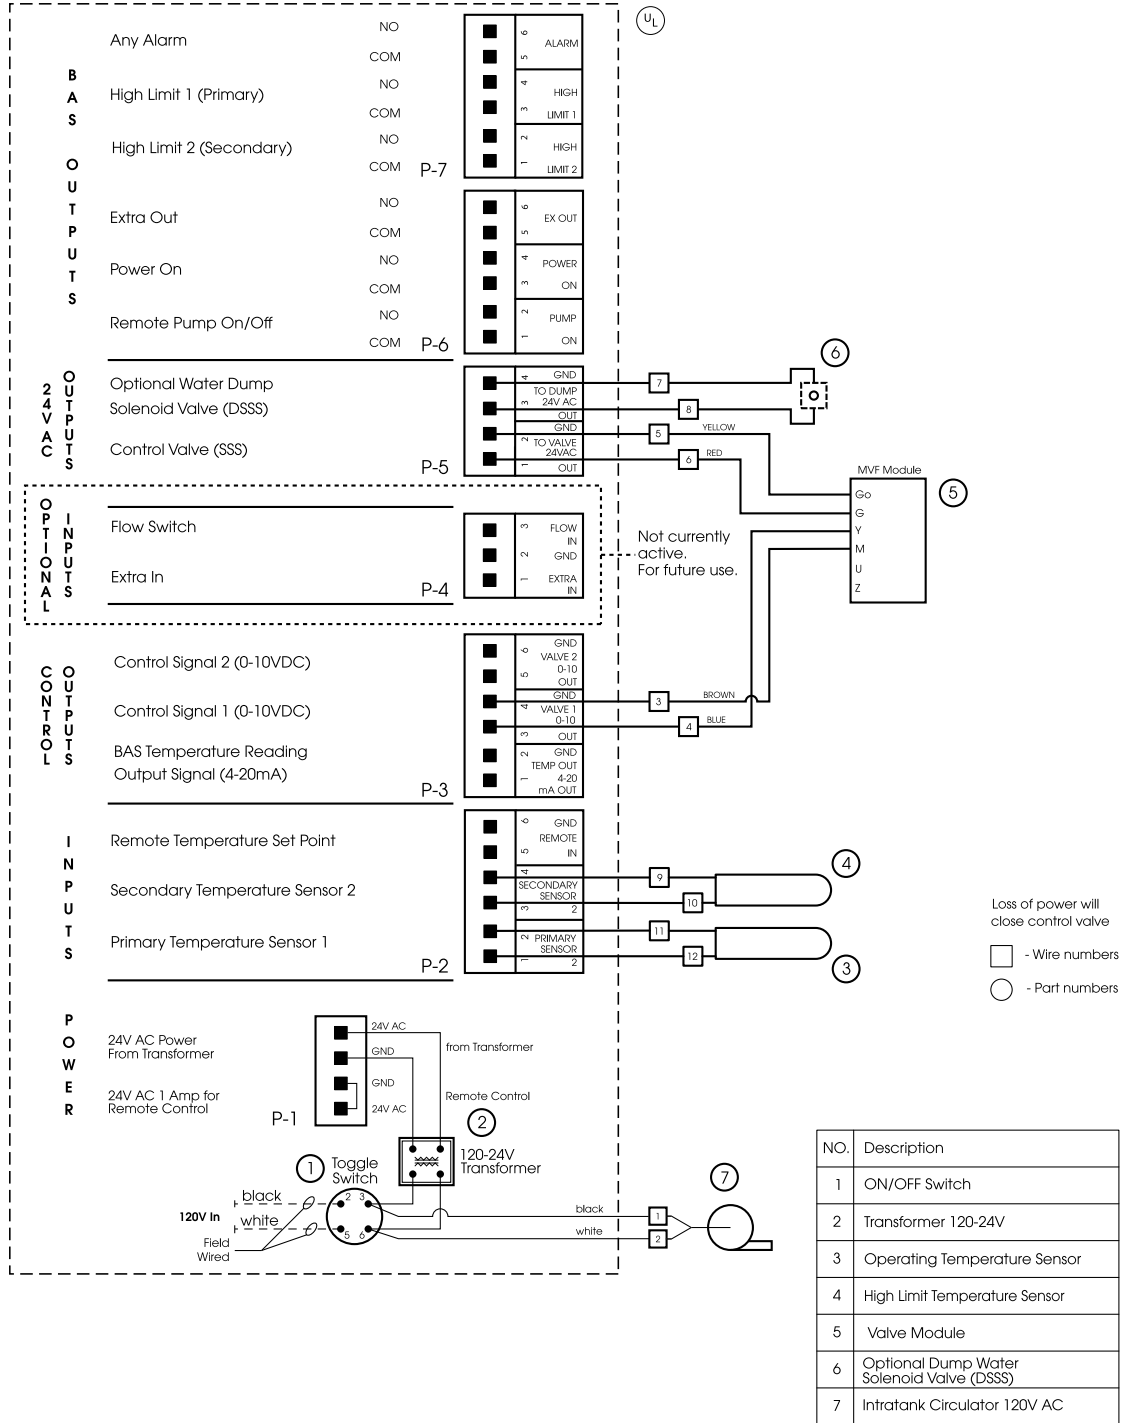 BAS OUTPUTS
Any Alarm
NO
COM
High Limit 1 (Primary)
NO
COM
High Limit 2 (Secondary)
NO
COM
P-7
6
5
ALARM
4
3
HIGH
LIMIT 1
2
1
HIGH
LIMIT 2
UL
Extra Out
NO
COM
Power On
NO
COM
Remote Pump On/Off
NO
COM
P-6
6
5
EX OUT
4
3
POWER
ON
2
1
PUMP
ON
24V AC OUTPUTS
Optional Water Dump
Solenoid Valve (DSSS)
Control Valve (SSS)
P-5
4
3
GND
TO DUMP
24V AC
OUT
2
1
GND
TO VALVE
24VAC
OUT
7
8
5
YELLOW
6
RED
6
MVF Module
Go
G
Y
M
U
Z
5
OPTIONAL INPUTS
Flow Switch
Extra In
P-4
3
FLOW
IN
2
GND
1
EXTRA
IN
Not currently
active.
For future use.
CONTROL OUTPUTS
Control Signal 2 (0-10VDC)
Control Signal 1 (0-10VDC)
BAS Temperature Reading
Output Signal (4-20mA)
P-3
6
5
GND
VALVE 2
0-10
OUT
4
3
GND
VALVE 1
0-10
OUT
2
1
GND
TEMP OUT
4-20
mA OUT
3
BROWN
4
BLUE
INPUTS
Remote Temperature Set Point
Secondary Temperature Sensor 2
Primary Temperature Sensor 1
P-2
6
5
GND
REMOTE
IN
4
3
SECONDARY
SENSOR
2
2
1
PRIMARY
SENSOR
2
9
10
4
11
12
3
Loss of power will
close control valve
- Wire numbers
- Part numbers
POWER
24V AC Power
From Transformer
24V AC 1 Amp for
Remote Control
P-1
24V AC
GND
GND
24V AC
from Transformer
Remote Control
2
120-24V
Transformer
1
Toggle
Switch
2
3
5
6
black
120V In
white
Field
Wired
black
white
1
2
7
NO. Description
1 ON/OFF Switch
2 Transformer 120-24V
3 Operating Temperature Sensor
4 High Limit Temperature Sensor
5 Valve Module
6 Optional Dump Water
Solenoid Valve (DSSS)
7 Intratank Circulator 120V AC